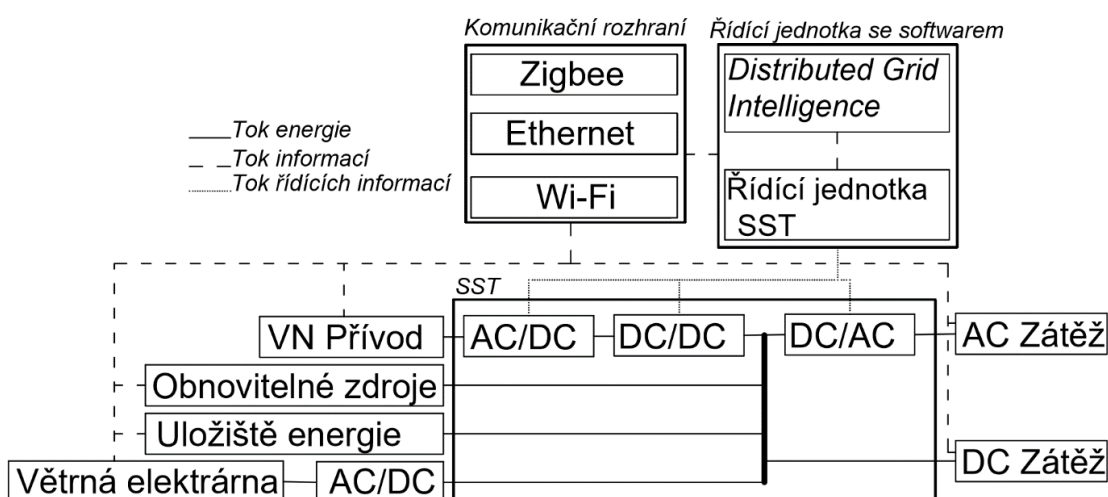 Komunikační rozhraní
Řídící jednotka se softwarem
Zigbee
Ethernet
Wi-Fi
Distributed Grid
Intelligence
Řídící jednotka
SST
Tok energie
Tok informací
Tok řídících informací
SST
VN Přívod
AC/DC
DC/DC
DC/AC
AC Zátěž
Obnovitelné zdroje
Uložiště energie
Větrná elektrárna
AC/DC
DC Zátěž